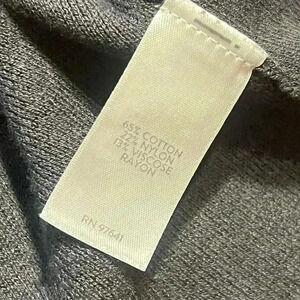 65% COTTON
22% NYLON
13% VISCOSE
RAYON
RN 97641